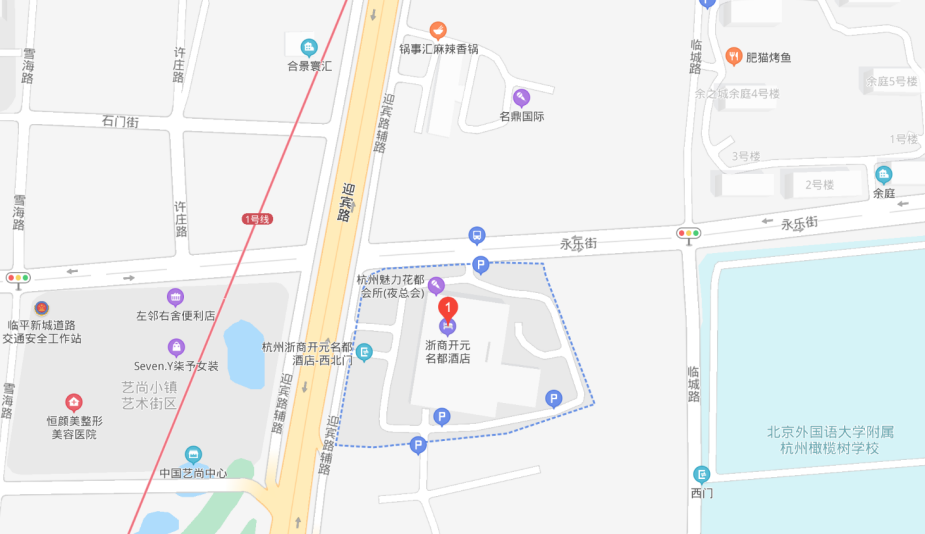 锅事汇麻辣香锅
合景寰汇
雪海路
许庄路
临城路
肥猫烤鱼
余庭5号楼
余之城余庭4号楼
名鼎国际
石门街
迎宾路辅路
1号楼
3号楼
2号楼
余庭
迎宾路
雪海路
许庄路
1号线
永乐街
永乐街
杭州魅力花都
会所(夜总会)
1
左邻右舍便利店
临平新城道路
交通安全工作站
浙商开元
名都酒店
杭州浙商开元名都
酒店-西北门
Seven.Y柒予女装
艺尚小镇
艺术街区
雪海路
迎宾路辅路
临城路
恒颜美整形
美容医院
迎宾路辅路
北京外国语大学附属
杭州橄榄树学校
中国艺尚中心
西门
P
P
P
P
P